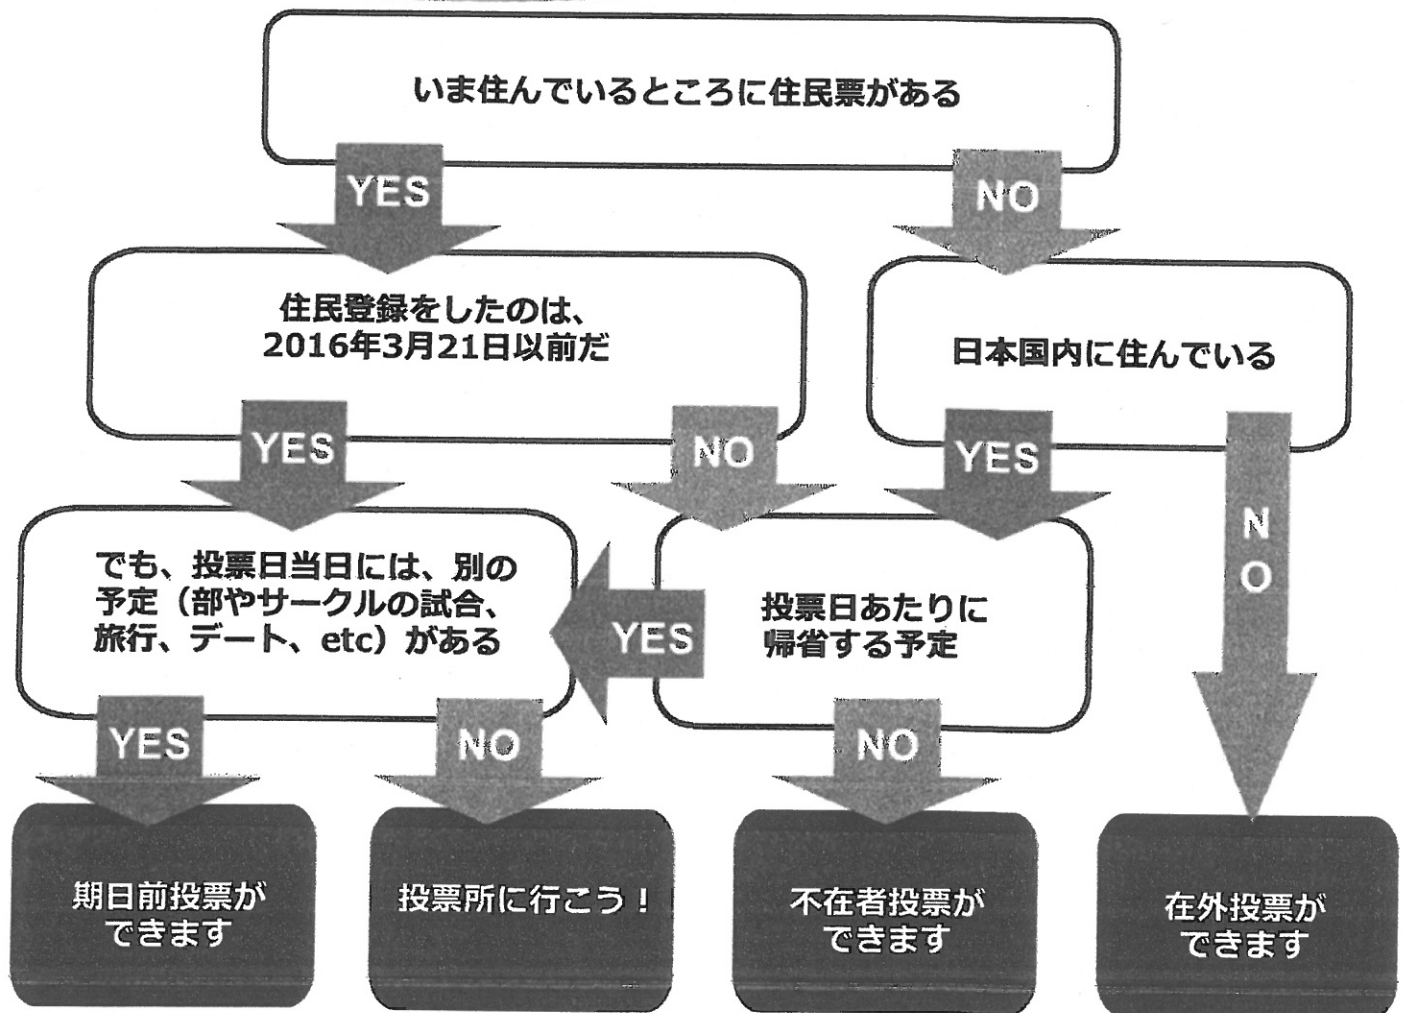 いま住んでいるところに住民票がある
YES
NO
住民登録をしたのは、
2016年3月21日以前だ
日本国内に住んでいる
YES
NO
YES
N
O
でも、投票日当日には、別の
予定（部やサークルの試合、
旅行、デート、etc）がある
YES
投票日あたりに
帰省する予定
YES
NO
NO
期日前投票が
できます
投票所に行こう！
不在者投票が
できます
在外投票が
できます